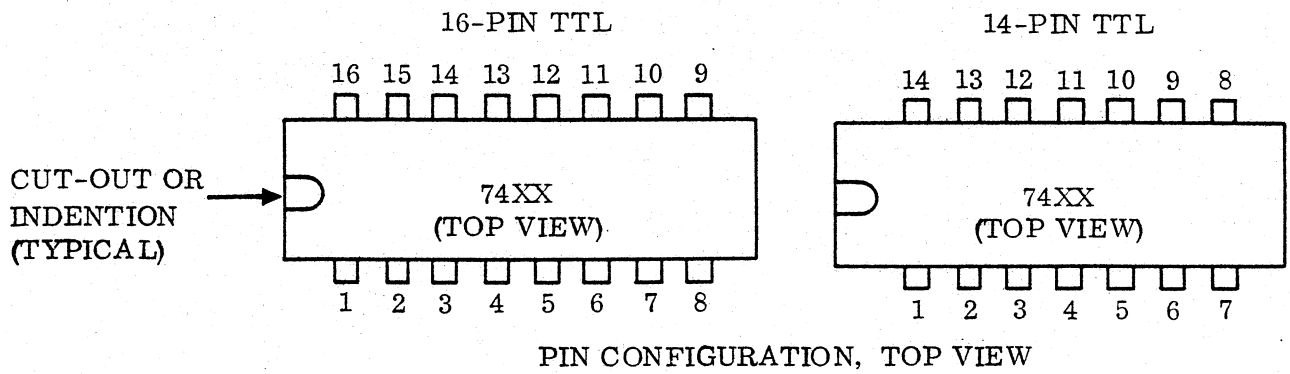 16-PIN TTL
14-PIN TTL
16 15 14 13 12 11 10 9
14 13 12 11 10 9 8
CUT-OUT OR
INDENTION
(TYPICAL)
74XX
(TOP VIEW)
74XX
(TOP VIEW)
1 2 3 4 5 6 7 8
1 2 3 4 5 6 7
PIN CONFIGURATION, TOP VIEW